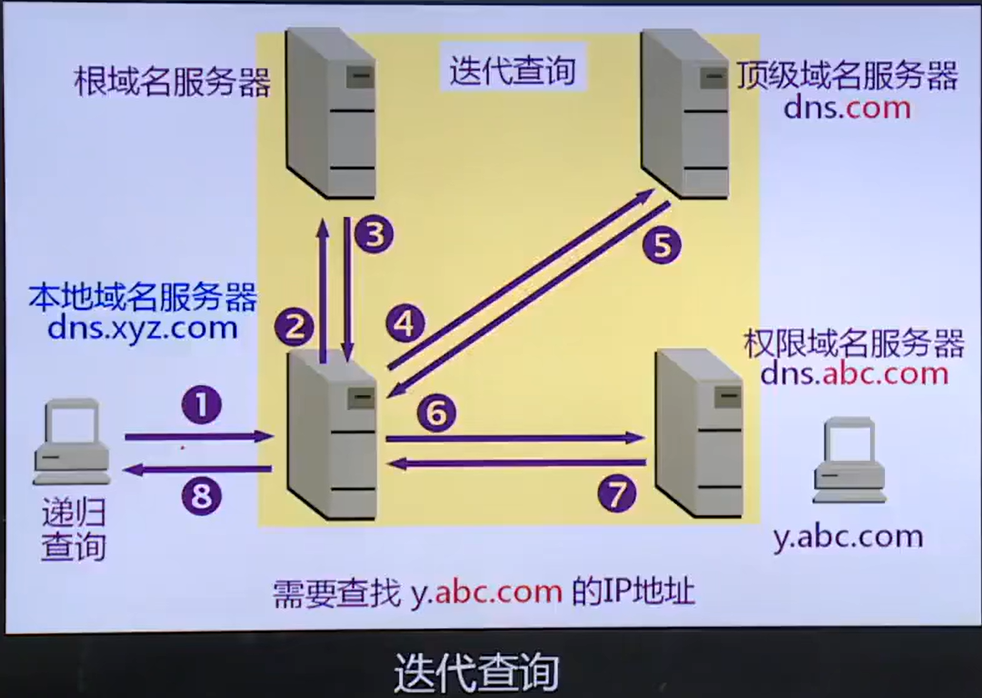 根域名服务器
迭代查询
顶级域名服务器
dns.com
3
5
本地域名服务器
dns.xyz.com
2
4
权限域名服务器
dns.abc.com
1
6
8
7
递归
查询
y.abc.com
需要查找 y.abc.com 的IP地址
迭代查询